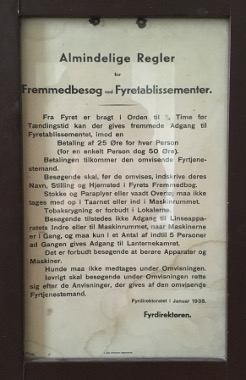 Almindelige Regler
for
Fremmedbesøg ved Fyretablissementer.
Fra Fyret er bragt i Orden til ½ Time før
Tændingstid kan der gives fremmede Adgang til
Fyretablissementet, imod en
Betaling af 25 Øre for hver Person
(for en enkelt Person dog 50 Øre).
Betalingen tilkommer den omvisende Fyrtjene-
stemand.
Besøgende skal, før de omvises, indskrive deres
Navn, Stilling og Hjemsted i Fyrets Fremmedbog.
Stokke og Paraplyer eller vaadt Overtøj maa ikke
tages med op i Taarnet eller ind i Maskinrummet.
Tobaksrygning er forbudt i Lokalerne.
Besøgende tilstedes ikke Adgang til Linseappa-
ratets Indre eller til Maskinrummet, naar Maskinerne
er i Gang, og maa kun i et Antal af indtil 5 Personer
ad Gangen gives Adgang til Lanternekamret.
Det er forbudt besøgende at berøre Apparater og
Maskiner.
Hunde maa ikke medtages under Omvisningen.
Iøvrigt skal besøgende under Omvisningen rette
sig efter de Anvisninger, der gives af den omvisende
Fyrtjenestemand.
Fyrdirektoratet i Januar 1938.
Fyrdirektøren.